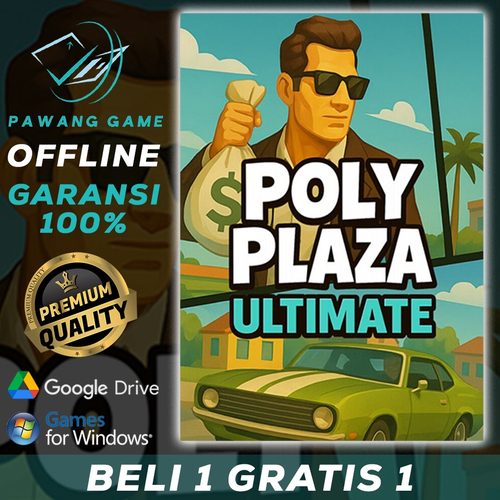 PAWANG GAME
OFFLINE
GARANSI
100%
PREMIUM
QUALITY
Google Drive
Games
for Windows®
$
POLY
PLAZA
ULTIMATE
BELI 1 GRATIS 1